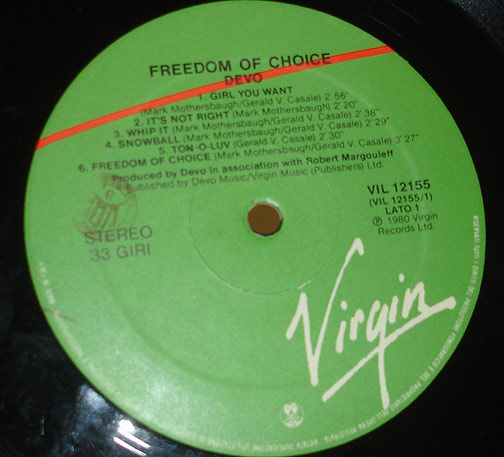 FREEDOM OF CHOICE
DEVO
1. GIRL YOU WANT
(Mark Mothersbaugh/Gerald V. Casale) 2' 56"
2. IT'S NOT RIGHT (Mark Mothersbaugh) 2' 20"
3. WHIP IT (Mark Mothersbaugh/Gerald V. Casale) 2' 38"
4. SNOWBALL (Mark Mothersbaugh/Gerald V. Casale) 2' 29"
5. TON-O-LUV (Gerald V. Casale) 2' 30"
6. FREEDOM OF CHOICE (Mark Mothersbaugh/Gerald V. Casale) 3' 27"
Produced by Devo in association with Robert Margouleff
Published by Devo Music/Virgin Music (Publishers) Ltd.
VIL 12155
(VIL 12155/1)
LATO 1
℗ 1980 Virgin
Records Ltd.
STEREO
33 GIRI
Virgin